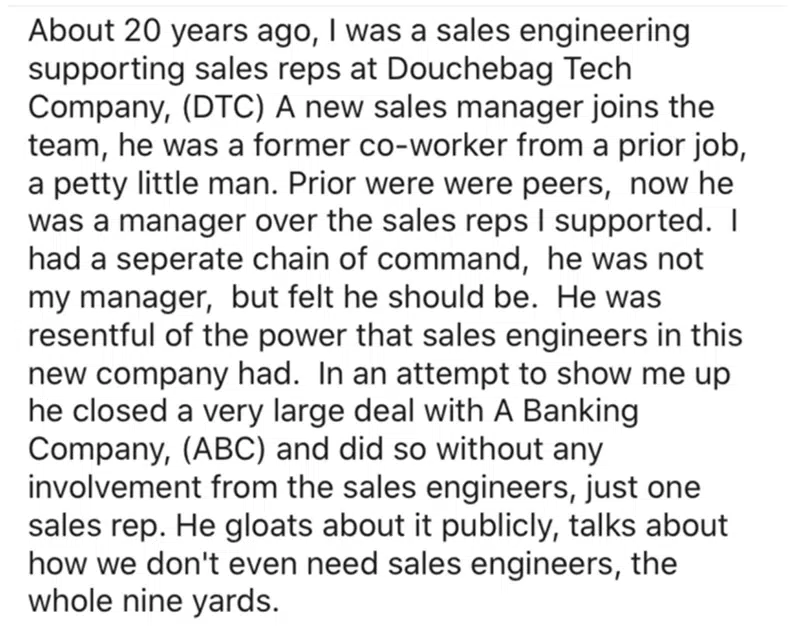 About 20 years ago, I was a sales engineering
supporting sales reps at Douchebag Tech
Company, (DTC) A new sales manager joins the
team, he was a former co-worker from a prior job,
a petty little man. Prior were were peers,  now he
was a manager over the sales reps I supported.  I
had a seperate chain of command,  he was not
my manager,  but felt he should be.  He was
resentful of the power that sales engineers in this
new company had.  In an attempt to show me up
he closed a very large deal with A Banking
Company, (ABC) and did so without any
involvement from the sales engineers, just one
sales rep. He gloats about it publicly, talks about
how we don't even need sales engineers, the
whole nine yards.